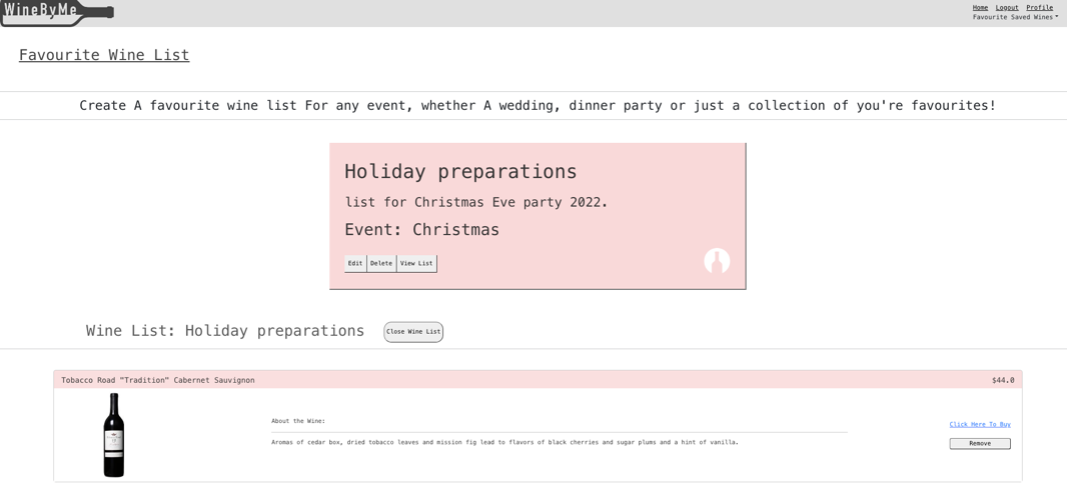 WineByMe
Home Logout Profile
Favourite Saved Wines
Favourite Wine List
Create A favourite wine list For any event, whether A wedding, dinner party or just a collection of you're favourites!
Holiday preparations
list for Christmas Eve party 2022.
Event: Christmas
Edit Delete View List
Wine List: Holiday preparations Close Wine List
Tobacco Road "Tradition" Cabernet Sauvignon $44.0
About the Wine:
Click Here To Buy
Aromas of cedar box, dried tobacco leaves and mission fig lead to flavors of black cherries and sugar plums and a hint of vanilla.
Remove